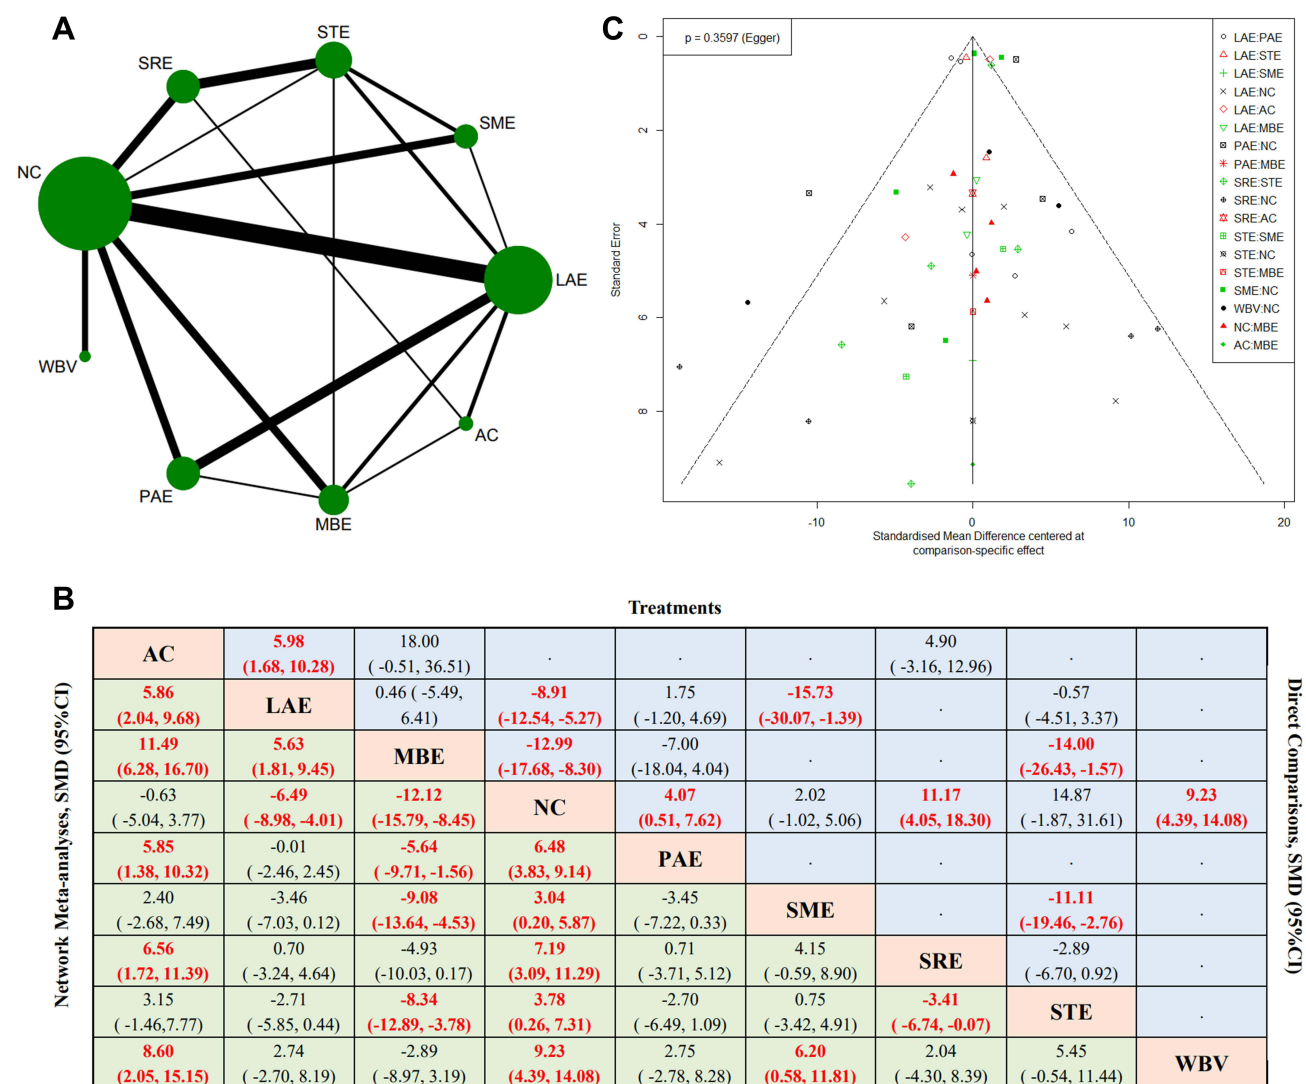 A
STE
SRE
SME
NC
LAE
WBV
AC
PAE
MBE
C
p = 0.3597 (Egger)
LAE:PAE
LAE:STE
LAE:SME
LAE:NC
LAE:AC
LAE:MBE
PAE:NC
PAE:MBE
SRE:STE
SRE:NC
SRE:AC
STE:SME
STE:NC
STE:MBE
SME:NC
WBV:NC
NC:MBE
AC:MBE
0
2
4
6
8
Standard Error
-10 0 10 20
Standardised Mean Difference centered at
comparison-specific effect
B
Treatments
Network Meta-analyses, SMD (95%CI)
Direct Comparisons, SMD (95%CI)
AC 5.98 (1.68, 10.28) 18.00 ( -0.51, 36.51) . . . 4.90 ( -3.16, 12.96) . .
5.86 (2.04, 9.68) LAE 0.46 ( -5.49, 6.41) -8.91 (-12.54, -5.27) 1.75 ( -1.20, 4.69) -15.73 (-30.07, -1.39) . -0.57 ( -4.51, 3.37) .
11.49 (6.28, 16.70) 5.63 (1.81, 9.45) MBE -12.99 (-17.68, -8.30) -7.00 (-18.04, 4.04) . . -14.00 (-26.43, -1.57) .
-0.63 ( -5.04, 3.77) -6.49 ( -8.98, -4.01) -12.12 (-15.79, -8.45) NC 4.07 (0.51, 7.62) 2.02 ( -1.02, 5.06) 11.17 (4.05, 18.30) 14.87 ( -1.87, 31.61) 9.23 (4.39, 14.08)
5.85 (1.38, 10.32) -0.01 ( -2.46, 2.45) -5.64 ( -9.71, -1.56) 6.48 (3.83, 9.14) PAE . . . .
2.40 ( -2.68, 7.49) -3.46 ( -7.03, 0.12) -9.08 (-13.64, -4.53) 3.04 (0.20, 5.87) -3.45 ( -7.22, 0.33) SME . -11.11 (-19.46, -2.76) .
6.56 (1.72, 11.39) 0.70 ( -3.24, 4.64) -4.93 (-10.03, 0.17) 7.19 (3.09, 11.29) 0.71 ( -3.71, 5.12) 4.15 ( -0.59, 8.90) SRE -2.89 ( -6.70, 0.92) .
3.15 ( -1.46,7.77) -2.71 ( -5.85, 0.44) -8.34 (-12.89, -3.78) 3.78 (0.26, 7.31) -2.70 ( -6.49, 1.09) 0.75 ( -3.42, 4.91) -3.41 ( -6.74, -0.07) STE .
8.60 (2.05, 15.15) 2.74 ( -2.70, 8.19) -2.89 ( -8.97, 3.19) 9.23 (4.39, 14.08) 2.75 ( -2.78, 8.28) 6.20 (0.58, 11.81) 2.04 ( -4.30, 8.39) 5.45 ( -0.54, 11.44) WBV